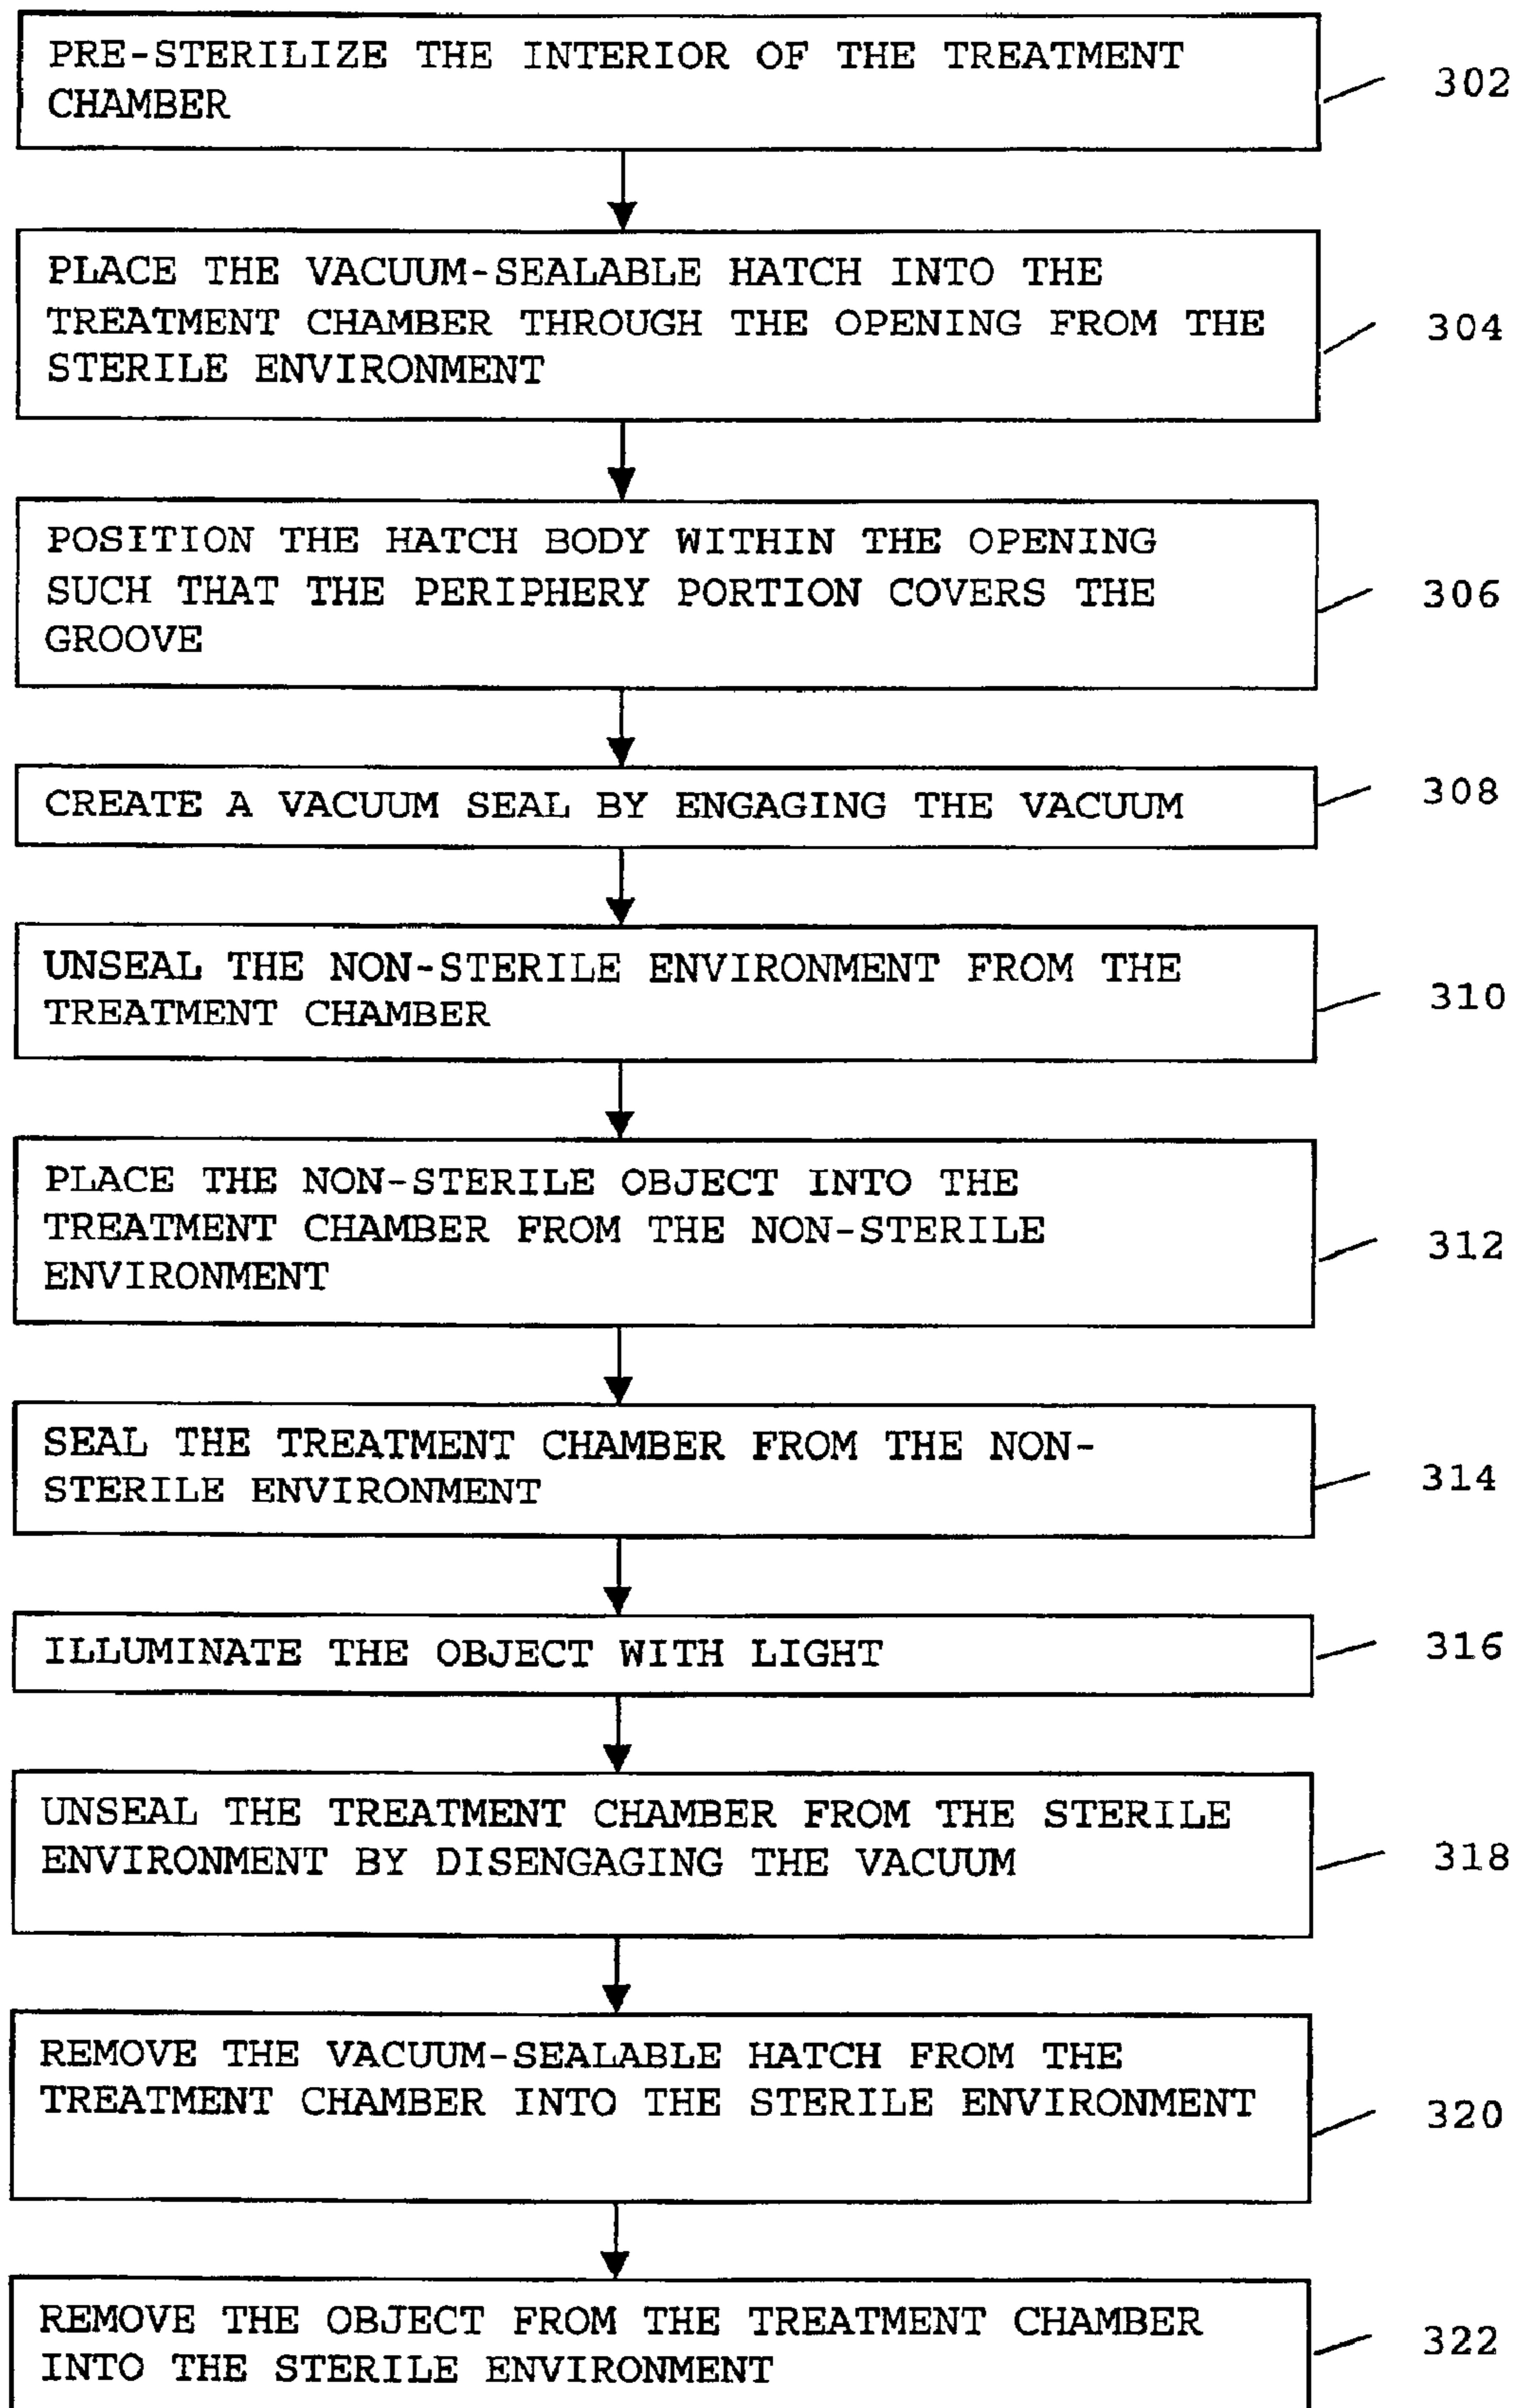 PRE-STERILIZE THE INTERIOR OF THE TREATMENT
CHAMBER
302
PLACE THE VACUUM-SEALABLE HATCH INTO THE
TREATMENT CHAMBER THROUGH THE OPENING FROM THE
STERILE ENVIRONMENT
304
POSITION THE HATCH BODY WITHIN THE OPENING
SUCH THAT THE PERIPHERY PORTION COVERS THE
GROOVE
306
CREATE A VACUUM SEAL BY ENGAGING THE VACUUM
308
UNSEAL THE NON-STERILE ENVIRONMENT FROM THE
TREATMENT CHAMBER
310
PLACE THE NON-STERILE OBJECT INTO THE
TREATMENT CHAMBER FROM THE NON-STERILE
ENVIRONMENT
312
SEAL THE TREATMENT CHAMBER FROM THE NON-
STERILE ENVIRONMENT
314
ILLUMINATE THE OBJECT WITH LIGHT
316
UNSEAL THE TREATMENT CHAMBER FROM THE STERILE
ENVIRONMENT BY DISENGAGING THE VACUUM
318
REMOVE THE VACUUM-SEALABLE HATCH FROM THE
TREATMENT CHAMBER INTO THE STERILE ENVIRONMENT
320
REMOVE THE OBJECT FROM THE TREATMENT CHAMBER
INTO THE STERILE ENVIRONMENT
322